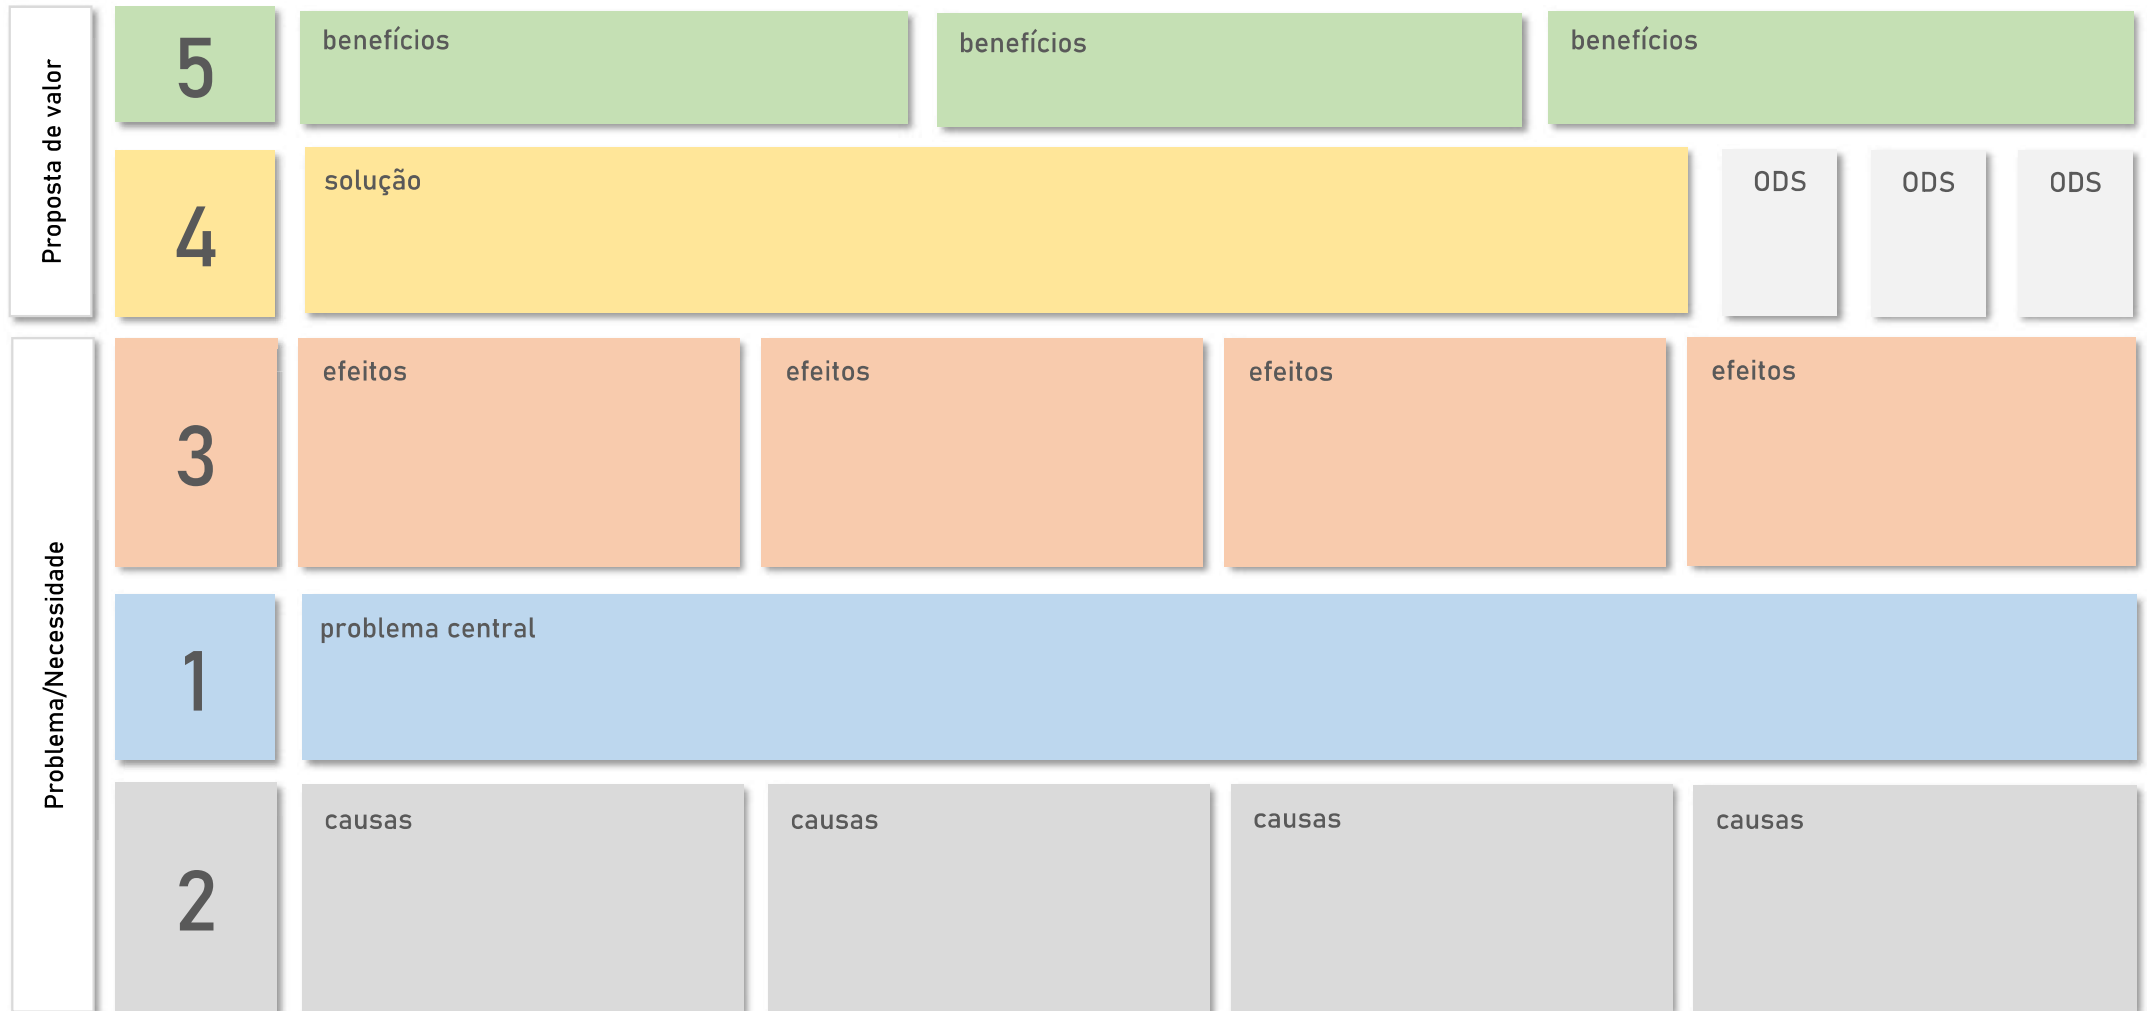 Proposta de valor
5
benefícios
benefícios
benefícios
4
solução
ODS
ODS
ODS
Problema/Necessidade
3
efeitos
efeitos
efeitos
efeitos
1
problema central
2
causas
causas
causas
causas